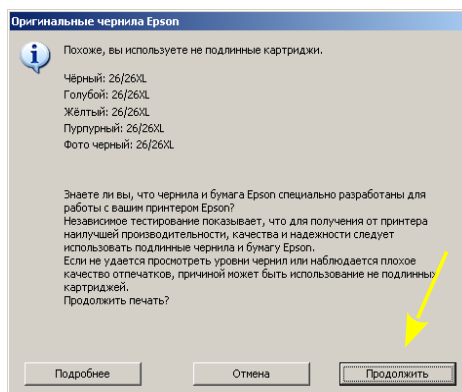 Оригинальные чернила Epson
Похоже, вы используете не подлинные картриджи.
Чёрный: 26/26XL
Голубой: 26/26XL
Жёлтый: 26/26XL
Пурпурный: 26/26XL
Фото черный: 26/26XL
Знаете ли вы, что чернила и бумага Epson специально разработаны для
работы с вашим принтером Epson?
Независимое тестирование показывает, что для получения от принтера
наилучшей производительности, качества и надежности следует
использовать подлинные чернила и бумагу Epson.
Если не удается просмотреть уровни чернил или наблюдается плохое
качество отпечатков, причиной может быть использование не подлинных
картриджей.
Продолжить печать?
Подробнее
Отмена
Продолжить